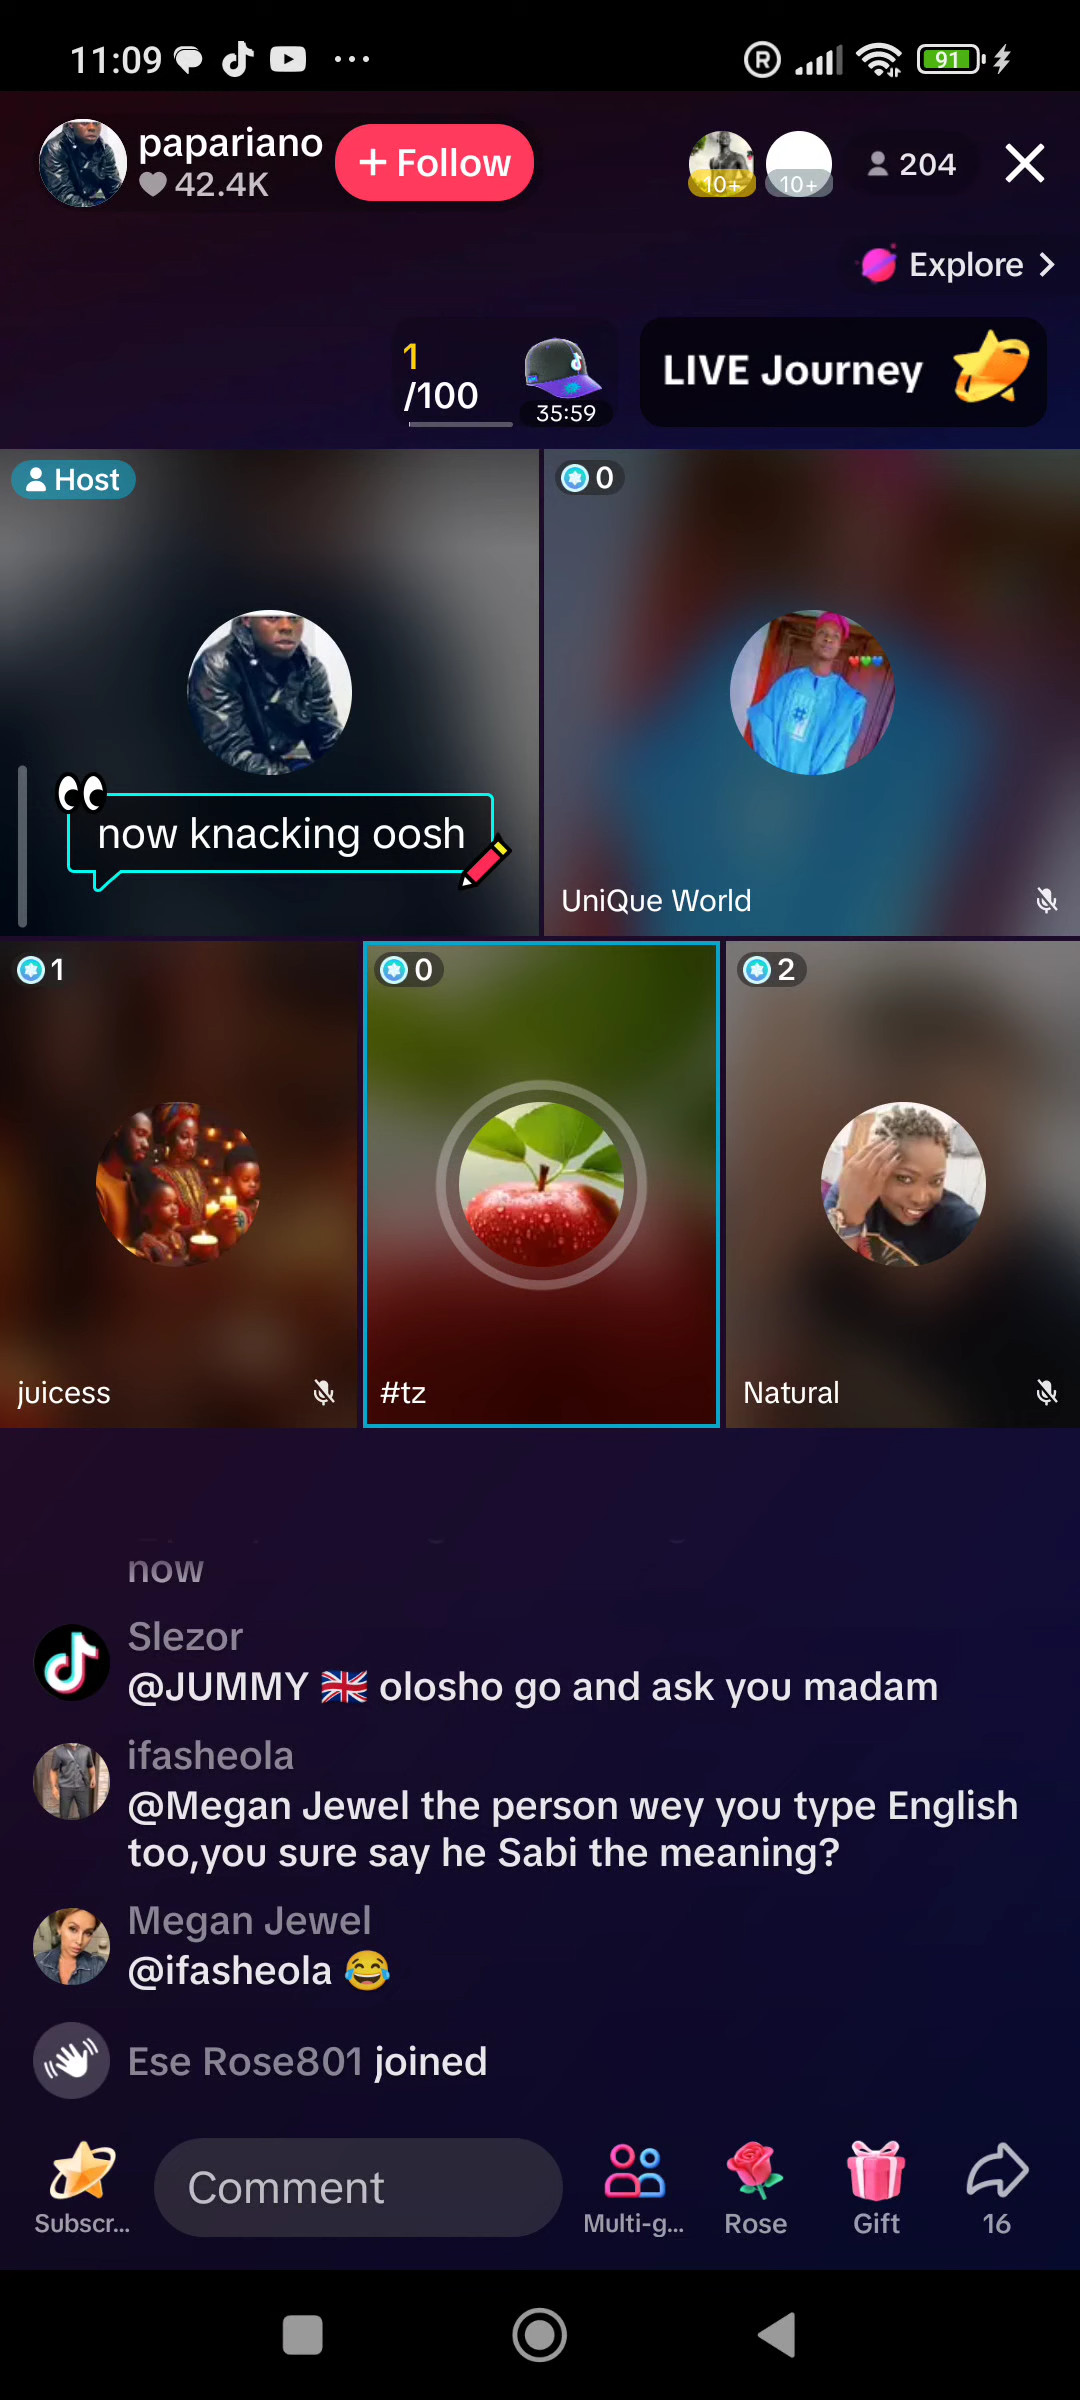 11:09
R
91
papariano
+ Follow
42.4K
10+
10+
204
Explore
1
/100
35:59
LIVE Journey
Host
0
now knacking oosh
UniQue World
1
0
2
juicess
#tz
Natural
now
Slezor
@JUMMY 🇬🇧 olosho go and ask you madam
ifasheola
@Megan Jewel the person wey you type English
too,you sure say he Sabi the meaning?
Megan Jewel
@ifasheola 😂
Ese Rose801 joined
Comment
Subscr...
Multi-g...
Rose
Gift
16